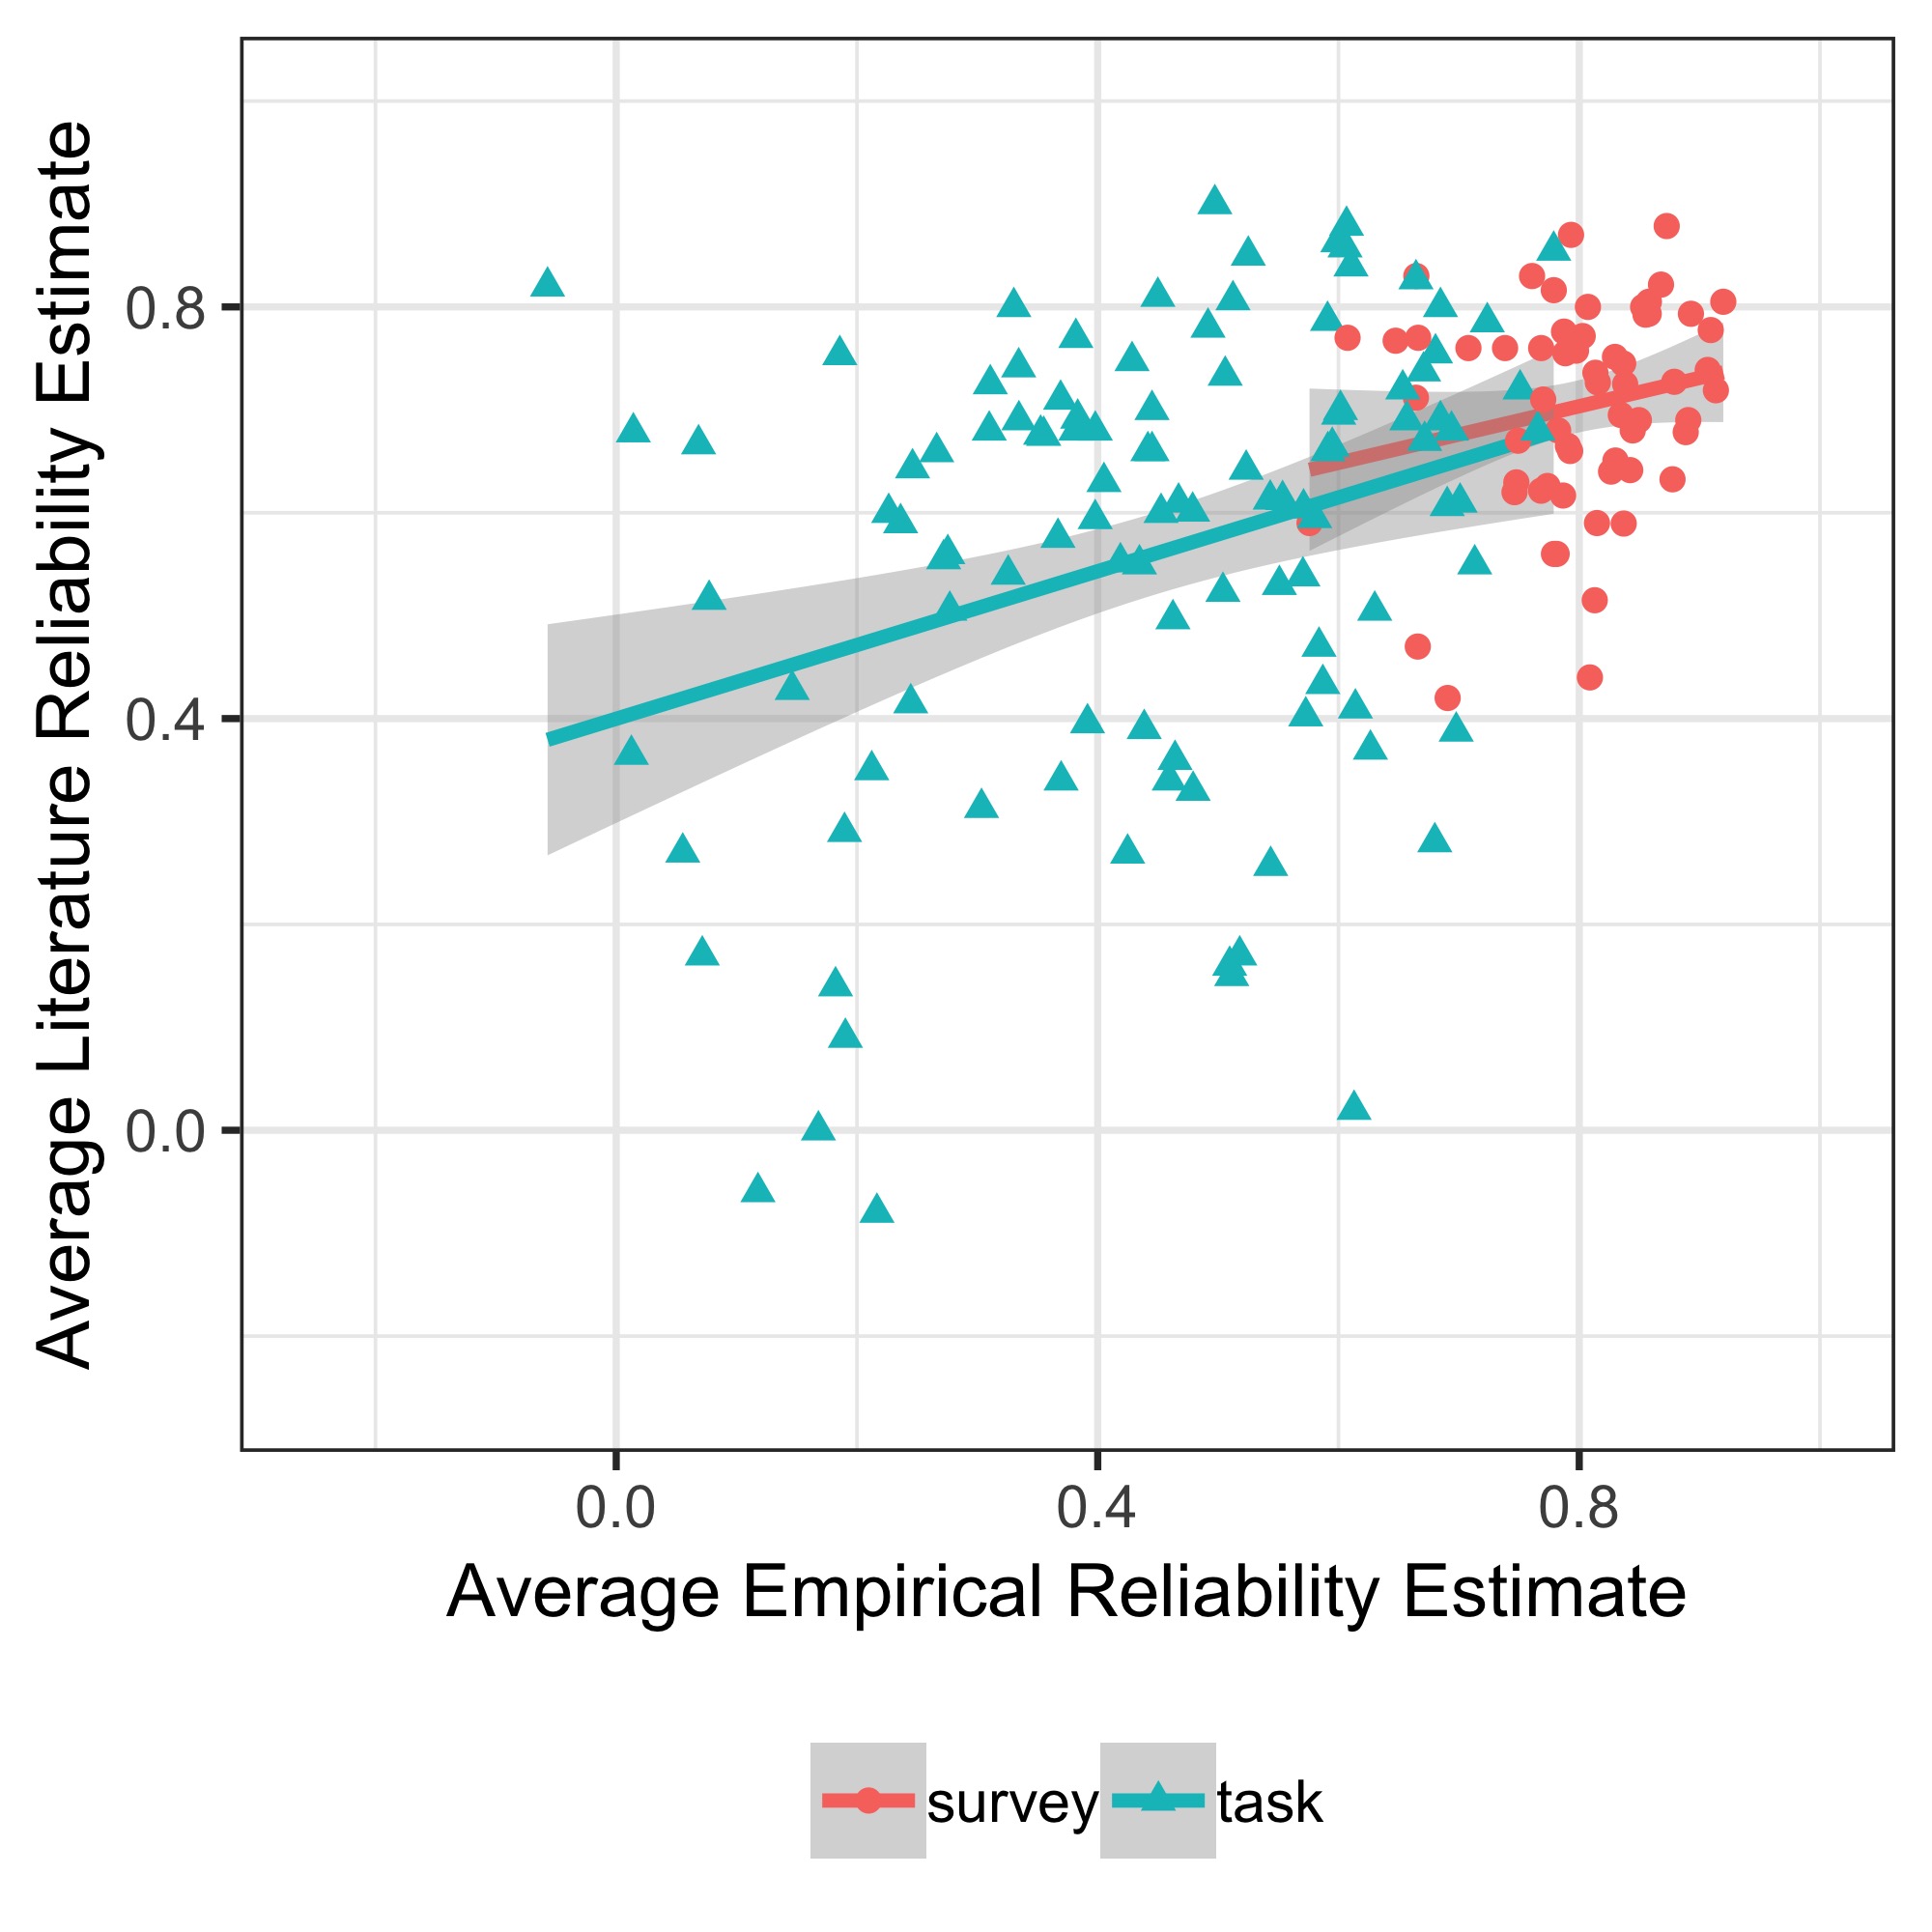 Average Literature Reliability Estimate
0.8
0.4
0.0
0.0 0.4 0.8
Average Empirical Reliability Estimate
survey task